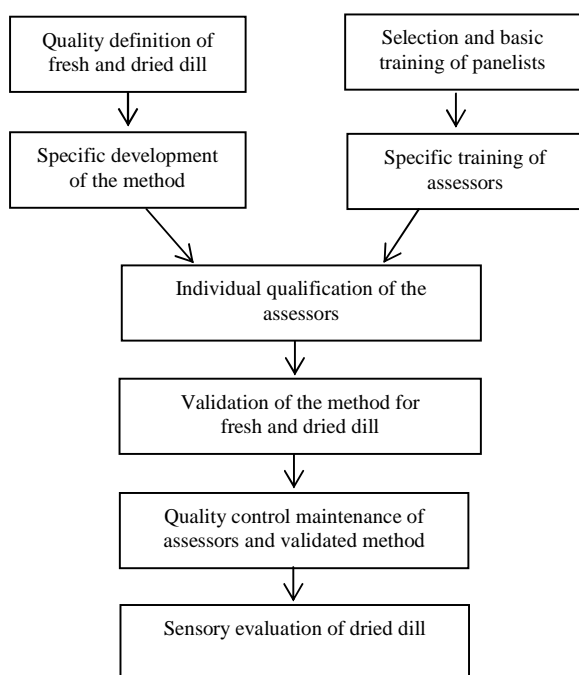 Quality definition of
fresh and dried dill
Selection and basic
training of panelists
Specific development
of the method
Specific training of
assessors
Individual qualification of the
assessors
Validation of the method for
fresh and dried dill
Quality control maintenance of
assessors and validated method
Sensory evaluation of dried dill